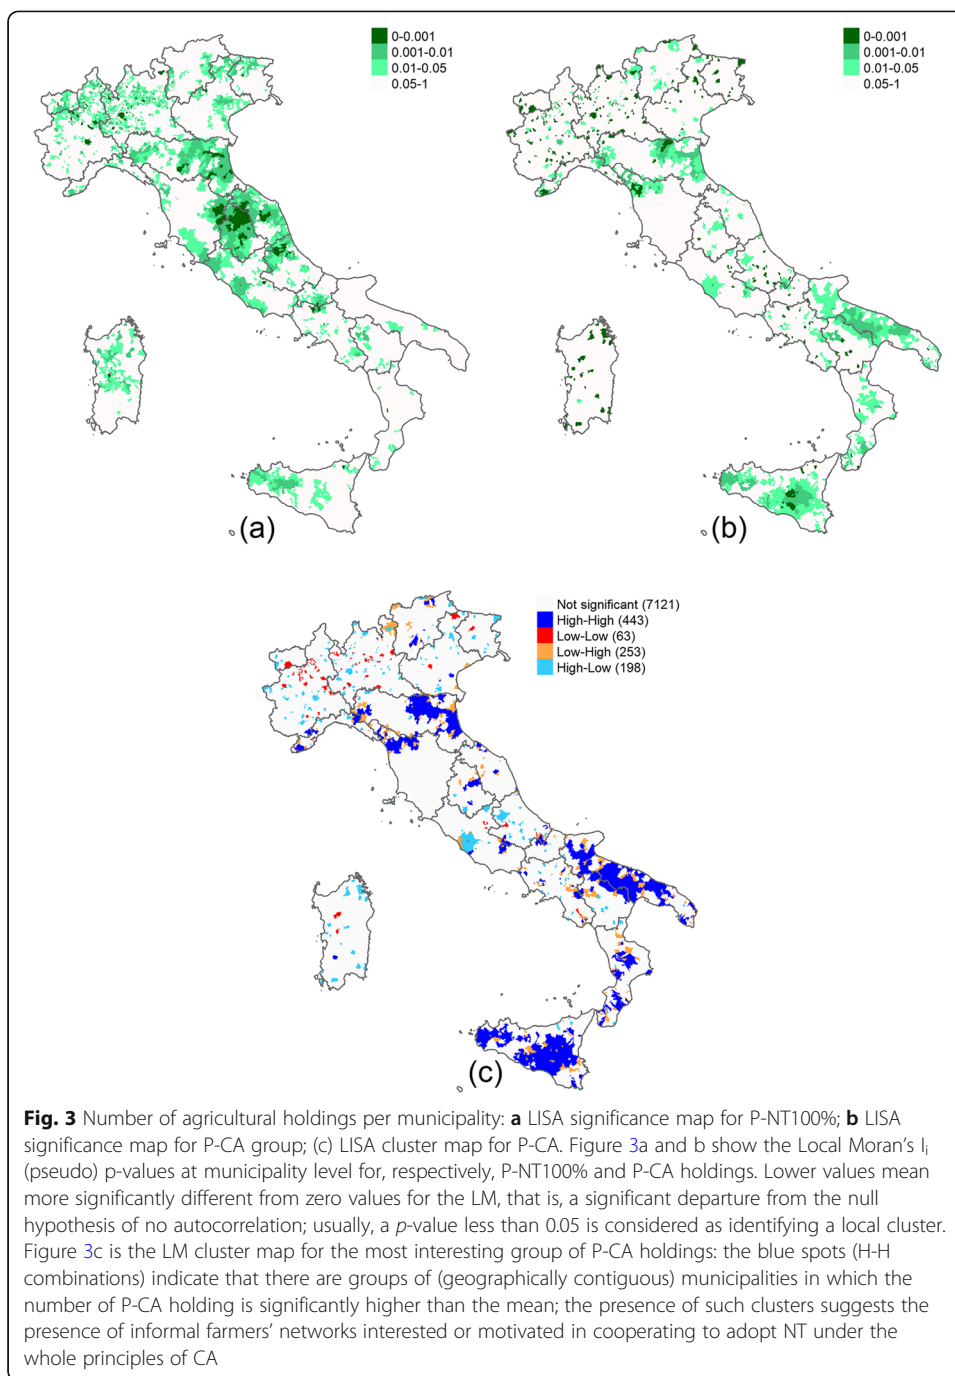 0-0.001
0.001-0.01
0.01-0.05
0.05-1
(a)
0-0.001
0.001-0.01
0.01-0.05
0.05-1
(b)
Not significant (7121)
High-High (443)
Low-Low (63)
Low-High (253)
High-Low (198)
(c)
Fig. 3 Number of agricultural holdings per municipality: a LISA significance map for P-NT100%; b LISA
significance map for P-CA group; (c) LISA cluster map for P-CA. Figure 3a and b show the Local Moran's Ii
(pseudo) p-values at municipality level for, respectively, P-NT100% and P-CA holdings. Lower values mean
more significantly different from zero values for the LM, that is, a significant departure from the null
hypothesis of no autocorrelation; usually, a p-value less than 0.05 is considered as identifying a local cluster.
Figure 3c is the LM cluster map for the most interesting group of P-CA holdings: the blue spots (H-H
combinations) indicate that there are groups of (geographically contiguous) municipalities in which the
number of P-CA holding is significantly higher than the mean; the presence of such clusters suggests the
presence of informal farmers' networks interested or motivated in cooperating to adopt NT under the
whole principles of CA